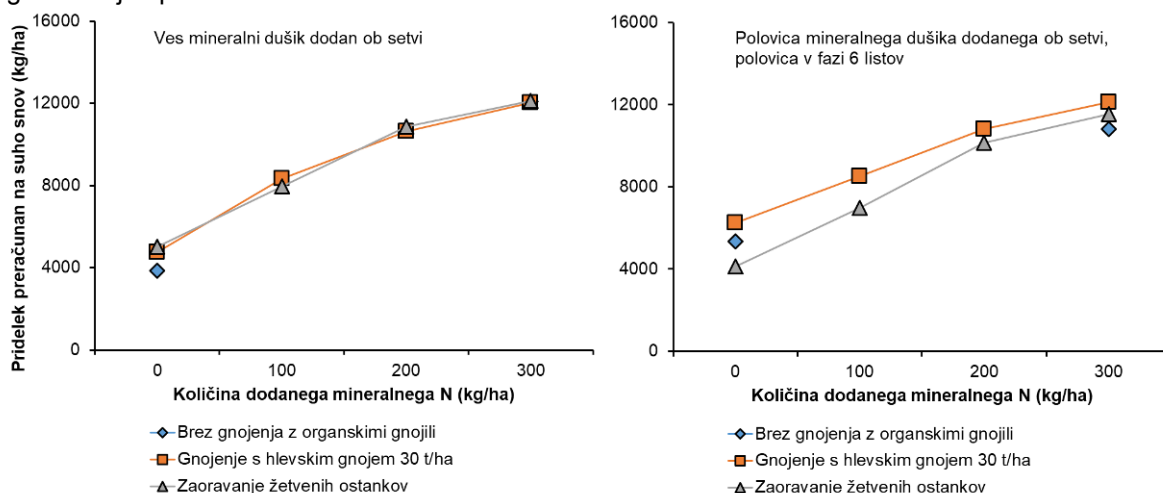 Pridelek preračunan na suho snov (kg/ha)
16000
12000
8000
4000
0
Ves mineralni dušik dodan ob setvi
0 100 200 300
Količina dodanega mineralnega N (kg/ha)
Brez gnojenja z organskimi gnojili
Gnojenje s hlevskim gnojem 30 t/ha
Zaoravanje žetvenih ostankov
16000
12000
8000
4000
0
Polovica mineralnega dušika dodanega ob setvi,
polovica v fazi 6 listov
0 100 200 300
Količina dodanega mineralnega N (kg/ha)
Brez gnojenja z organskimi gnojili
Gnojenje s hlevskim gnojem 30 t/ha
Zaoravanje žetvenih ostankov